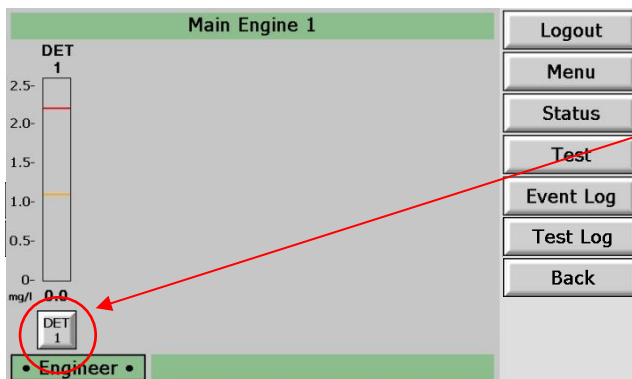 Main Engine 1
DET
1
2.5-
2.0-
1.5-
1.0-
0.5-
0-
mg/l 0.0
DET
1
• Engineer •
Logout
Menu
Status
Test
Event Log
Test Log
Back